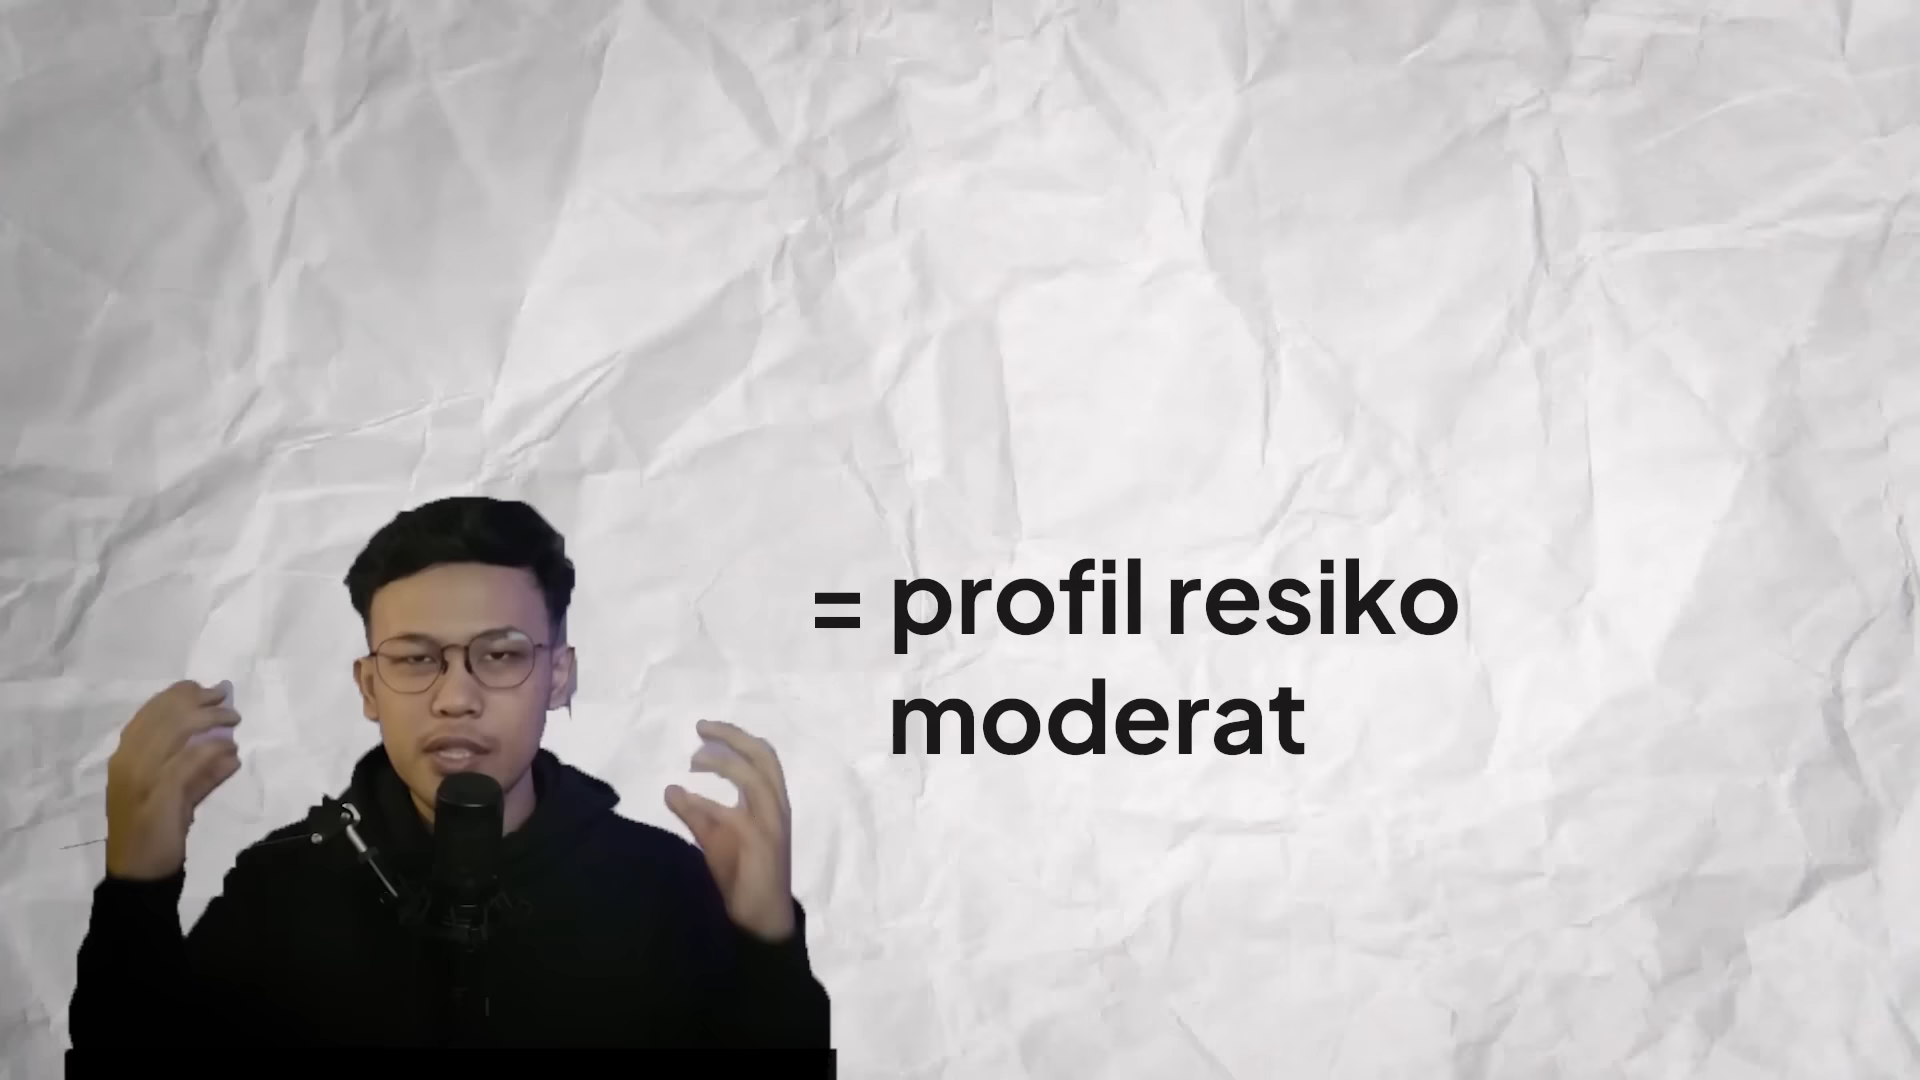 = profil resiko
moderat